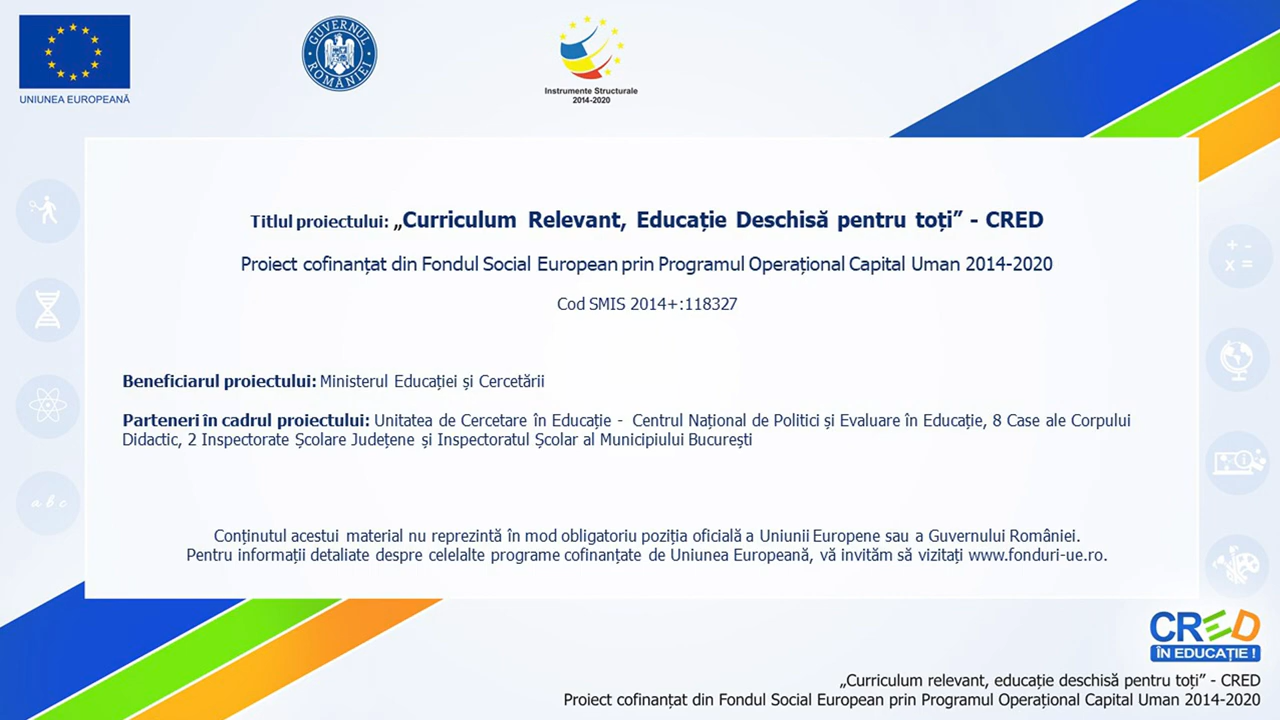 UNIUNEA EUROPEANĂ
GUVERNUL ROMÂNIEI
Instrumente Structurale
2014-2020
Titlul proiectului: „Curriculum Relevant, Educație Deschisă pentru toți” - CRED
Proiect cofinanțat din Fondul Social European prin Programul Operațional Capital Uman 2014-2020
Cod SMIS 2014+:118327
+ -
x =
Beneficiarul proiectului: Ministerul Educației și Cercetării
Parteneri în cadrul proiectului: Unitatea de Cercetare în Educație - Centrul Național de Politici și Evaluare în Educație, 8 Case ale Corpului
Didactic, 2 Inspectorate Școlare Județene și Inspectoratul Școlar al Municipiului București
a b c
Conținutul acestui material nu reprezintă în mod obligatoriu poziția oficială a Uniunii Europene sau a Guvernului României.
Pentru informații detaliate despre celelalte programe cofinanțate de Uniunea Europeană, vă invităm să vizitați www.fonduri-ue.ro.
CRED
ÎN EDUCAȚIE !
„Curriculum relevant, educație deschisă pentru toți” - CRED
Proiect cofinanțat din Fondul Social European prin Programul Operațional Capital Uman 2014-2020